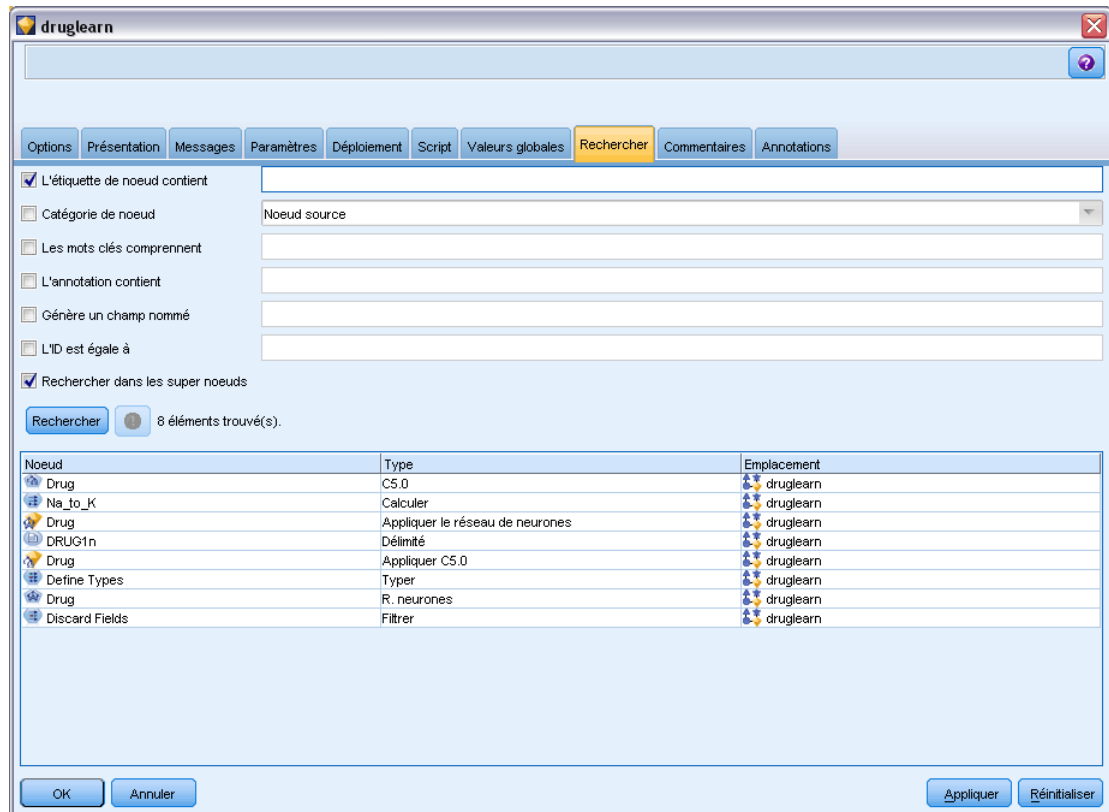 druglearn
Options Présentation Messages Paramètres Déploiement Script Valeurs globales Rechercher Commentaires Annotations
L'étiquette de noeud contient
Catégorie de noeud Noeud source
Les mots clés comprennent
L'annotation contient
Génère un champ nommé
L'ID est égale à
Rechercher dans les super noeuds
Rechercher 8 éléments trouvé(s).
Noeud Type Emplacement
Drug C5.0 druglearn
Na_to_K Calculer druglearn
Drug Appliquer le réseau de neurones druglearn
DRUG1n Délimité druglearn
Drug Appliquer C5.0 druglearn
Define Types Typer druglearn
Drug R. neurones druglearn
Discard Fields Filtrer druglearn
OK Annuler Appliquer Réinitialiser